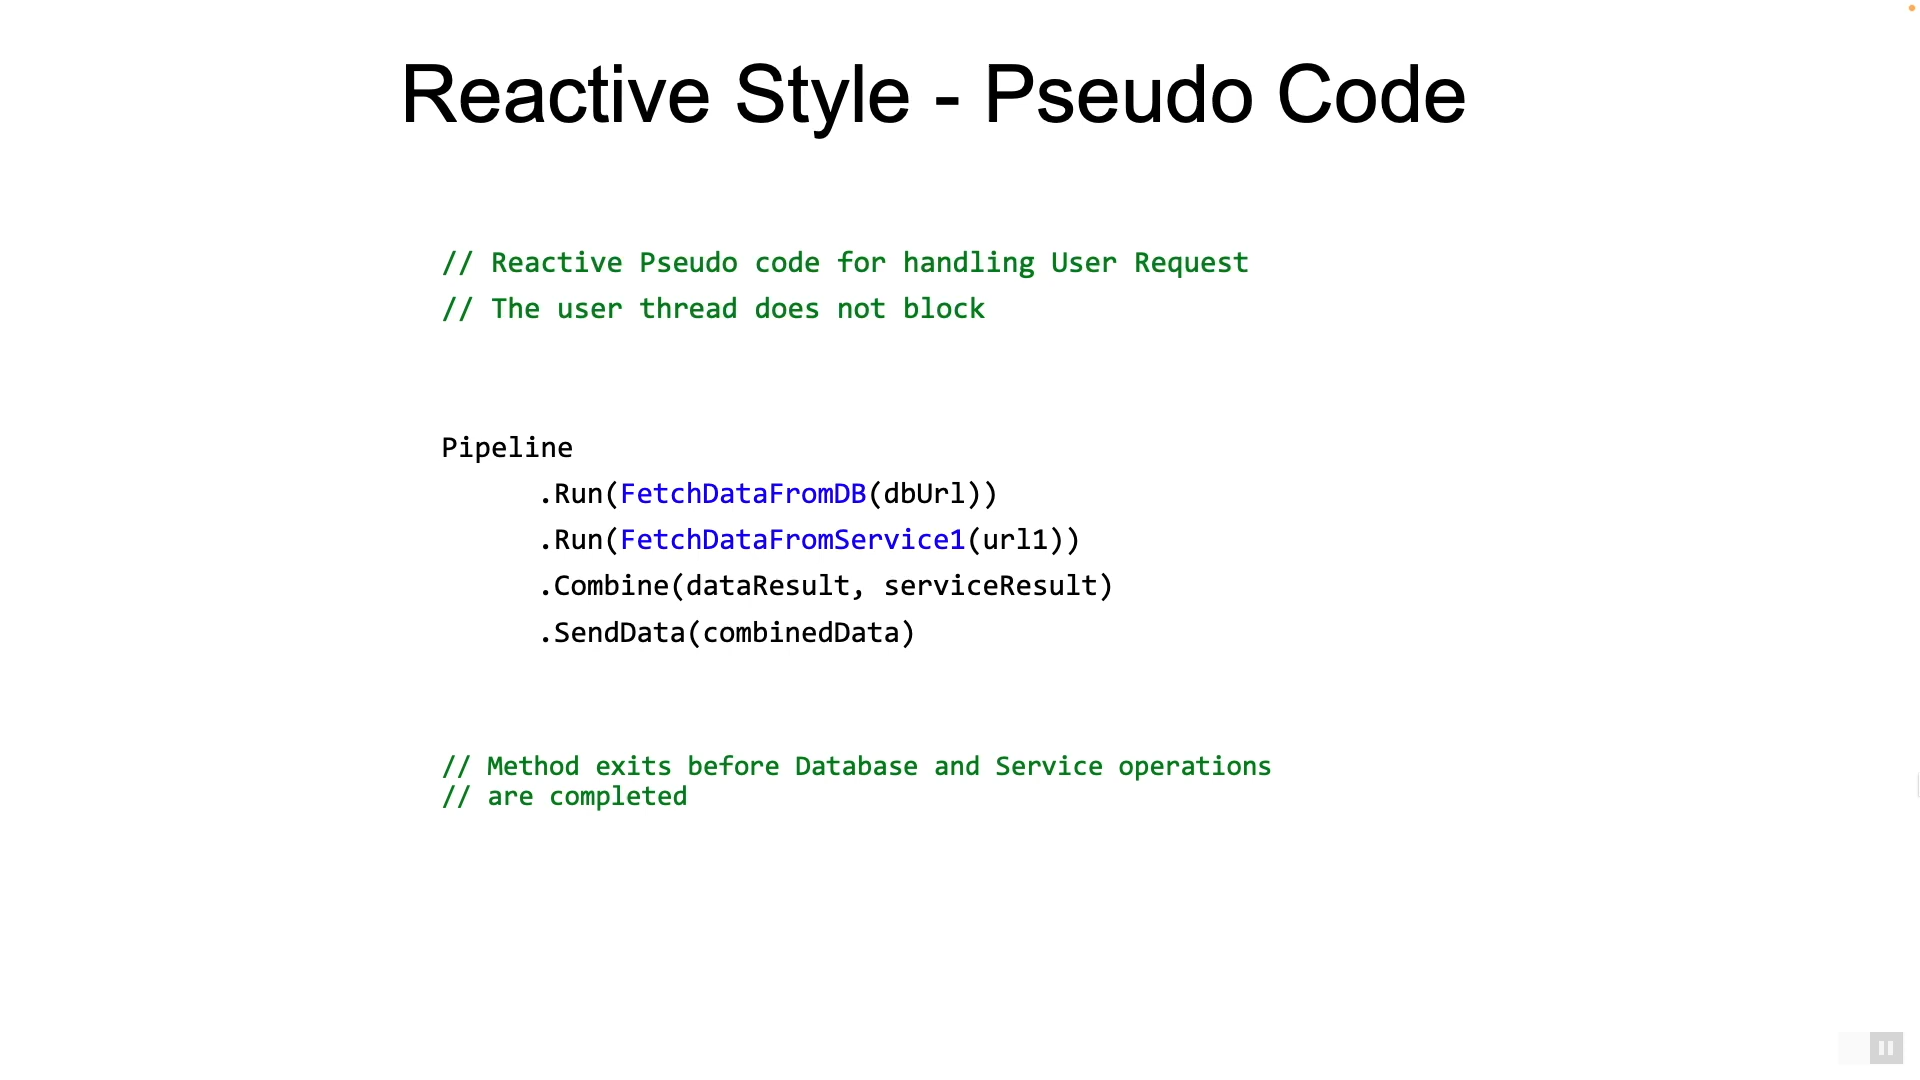 Reactive Style - Pseudo Code
// Reactive Pseudo code for handling User Request
// The user thread does not block
Pipeline
.Run(FetchDataFromDB(dbUrl))
.Run(FetchDataFromService1(url1))
.Combine(dataResult, serviceResult)
.SendData(combinedData)
// Method exits before Database and Service operations
// are completed